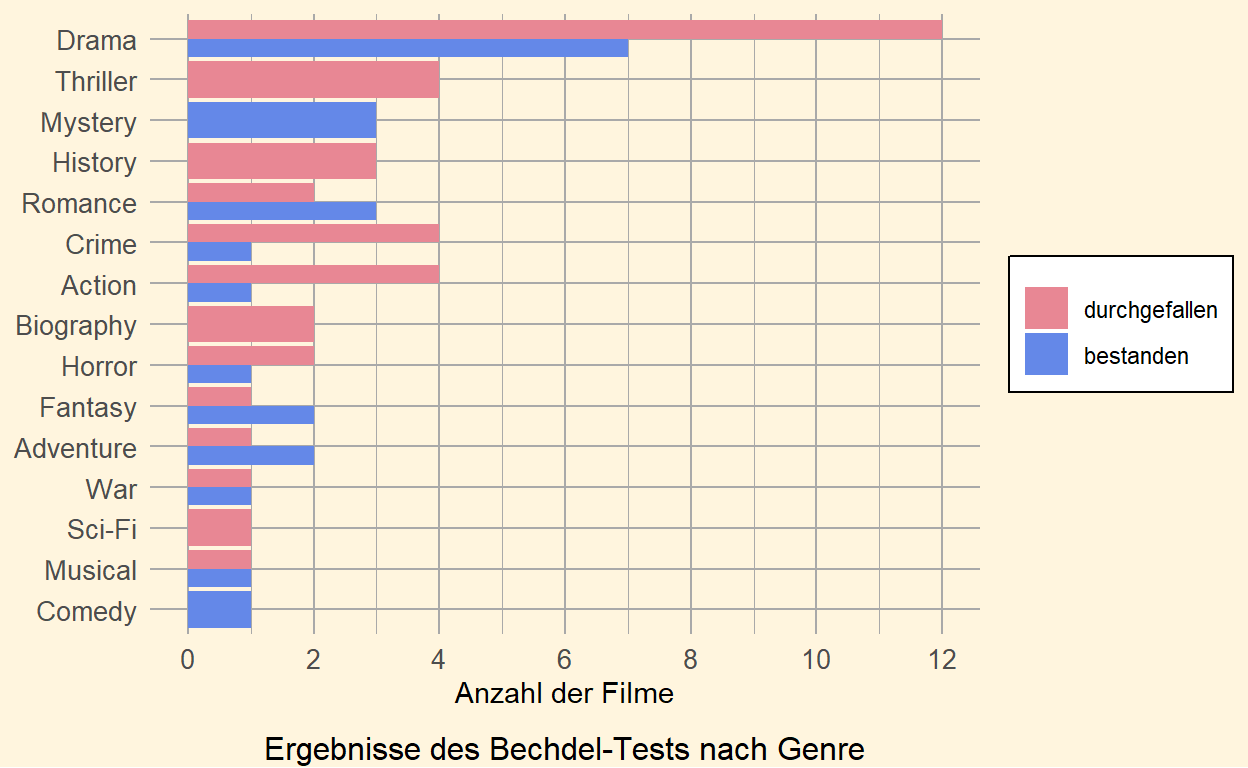 Drama
Thriller
Mystery
History
Romance
Crime
Action
Biography
Horror
Fantasy
Adventure
War
Sci-Fi
Musical
Comedy
0 2 4 6 8 10 12
Anzahl der Filme
Ergebnisse des Bechdel-Tests nach Genre
durchgefallen
bestanden